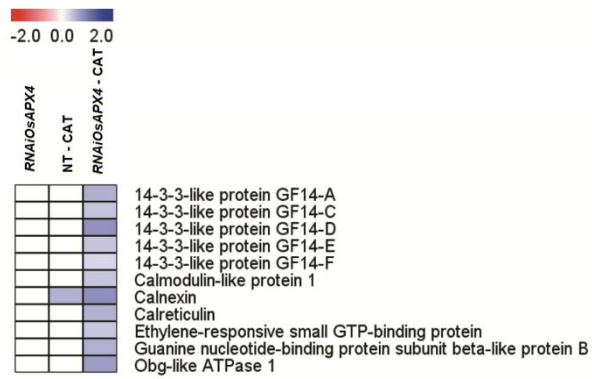 -2.0 0.0 2.0
RNAiOsAPX4
NT - CAT
RNAiOsAPX4 - CAT
14-3-3-like protein GF14-A
14-3-3-like protein GF14-C
14-3-3-like protein GF14-D
14-3-3-like protein GF14-E
14-3-3-like protein GF14-F
Calmodulin-like protein 1
Calnexin
Calreticulin
Ethylene-responsive small GTP-binding protein
Guanine nucleotide-binding protein subunit beta-like protein B
Obg-like ATPase 1